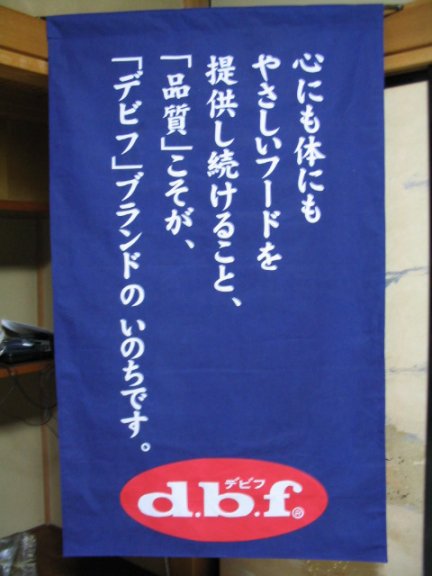 心にも体にも
やさしいフードを
提供し続けること、
「品質」こそが、
「デビフ」ブランドのいのちです。
デビフ
d.b.f®